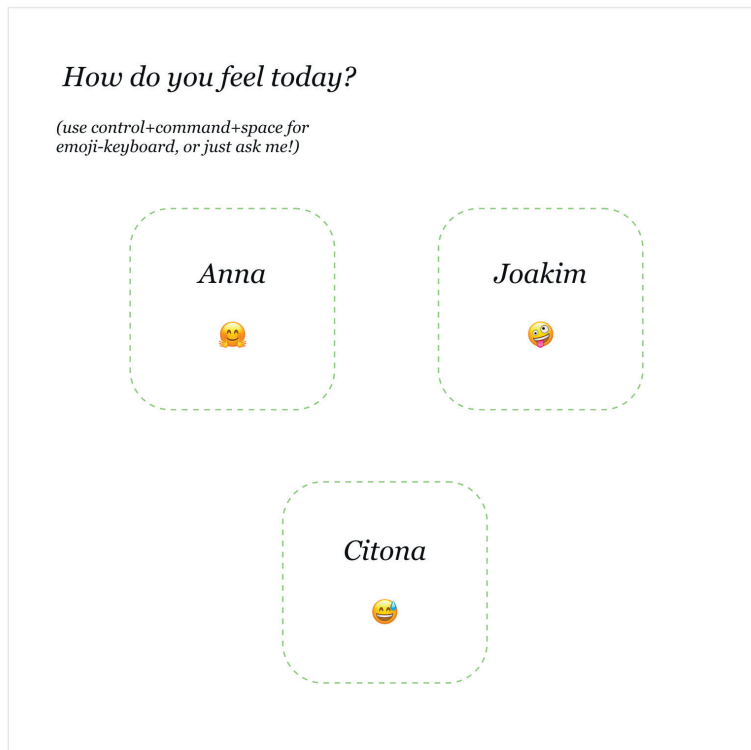 How do you feel today?
(use control+command+space for
emoji-keyboard, or just ask me!)
Anna
Joakim
🤗
🤪
Citona
😅